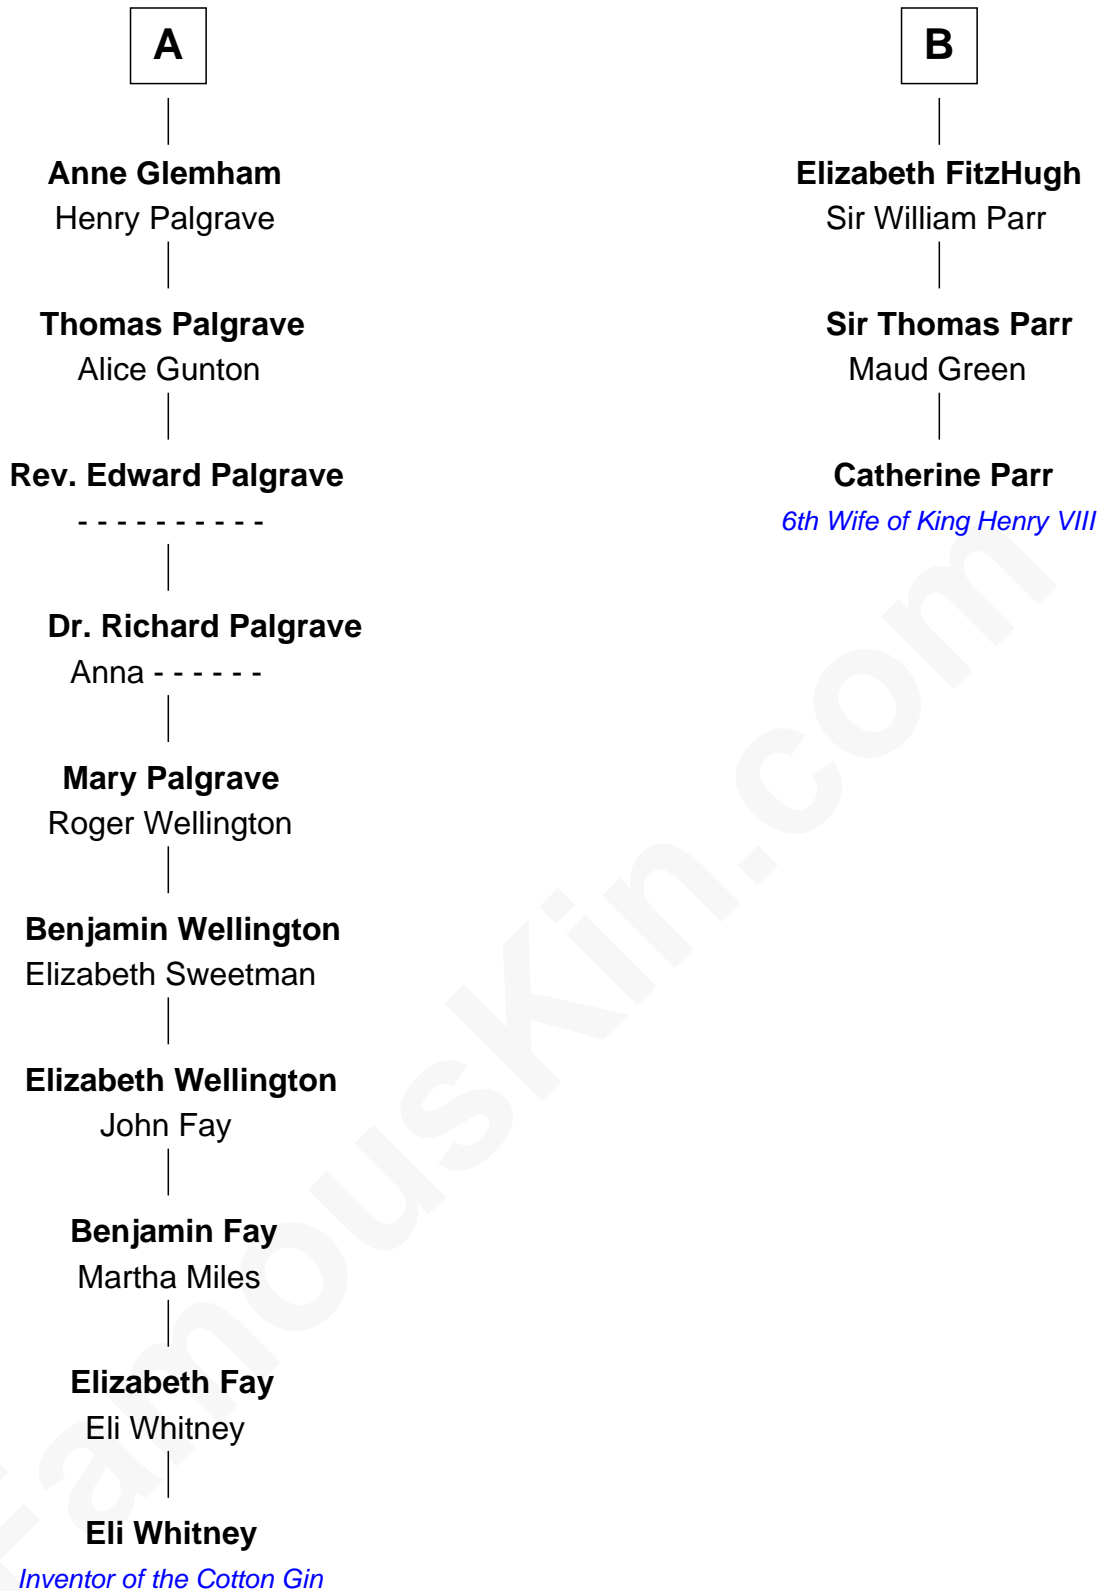 A
Anne Glemham
Henry Palgrave
Thomas Palgrave
Alice Gunton
Rev. Edward Palgrave
- - - - - - - - - -
Dr. Richard Palgrave
Anna - - - - - -
Mary Palgrave
Roger Wellington
Benjamin Wellington
Elizabeth Sweetman
Elizabeth Wellington
John Fay
Benjamin Fay
Martha Miles
Elizabeth Fay
Eli Whitney
Eli Whitney
Inventor of the Cotton Gin
B
Elizabeth FitzHugh
Sir William Parr
Sir Thomas Parr
Maud Green
Catherine Parr
6th Wife of King Henry VIII
FamousKin.com